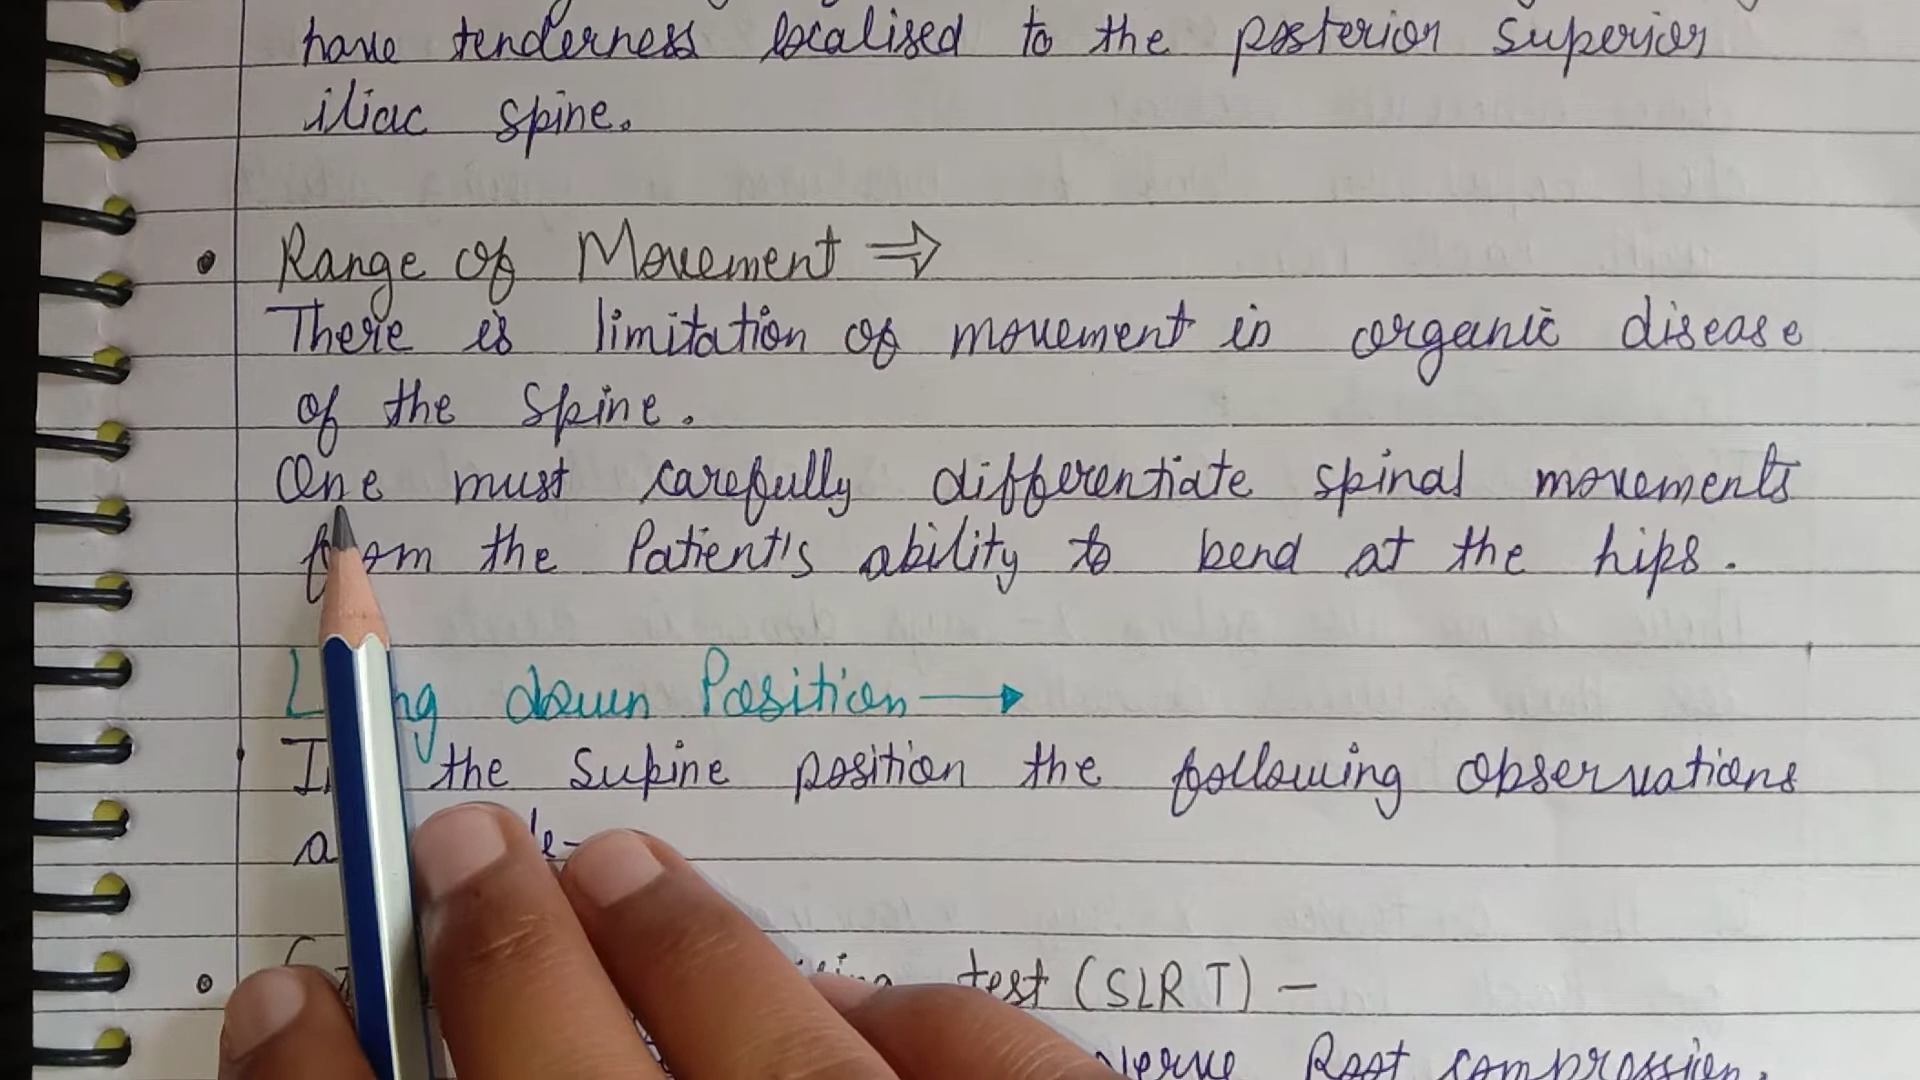 have tenderness localised to the posterior superior
iliac spine.
• Range of Movement ⇒
There is limitation of movement in organic disease
of the spine.
One must carefully differentiate spinal movements
from the Patient's ability to bend at the hips.
down Position →
the supine position the following observations
test (SLRT) –
nerve Root compression.